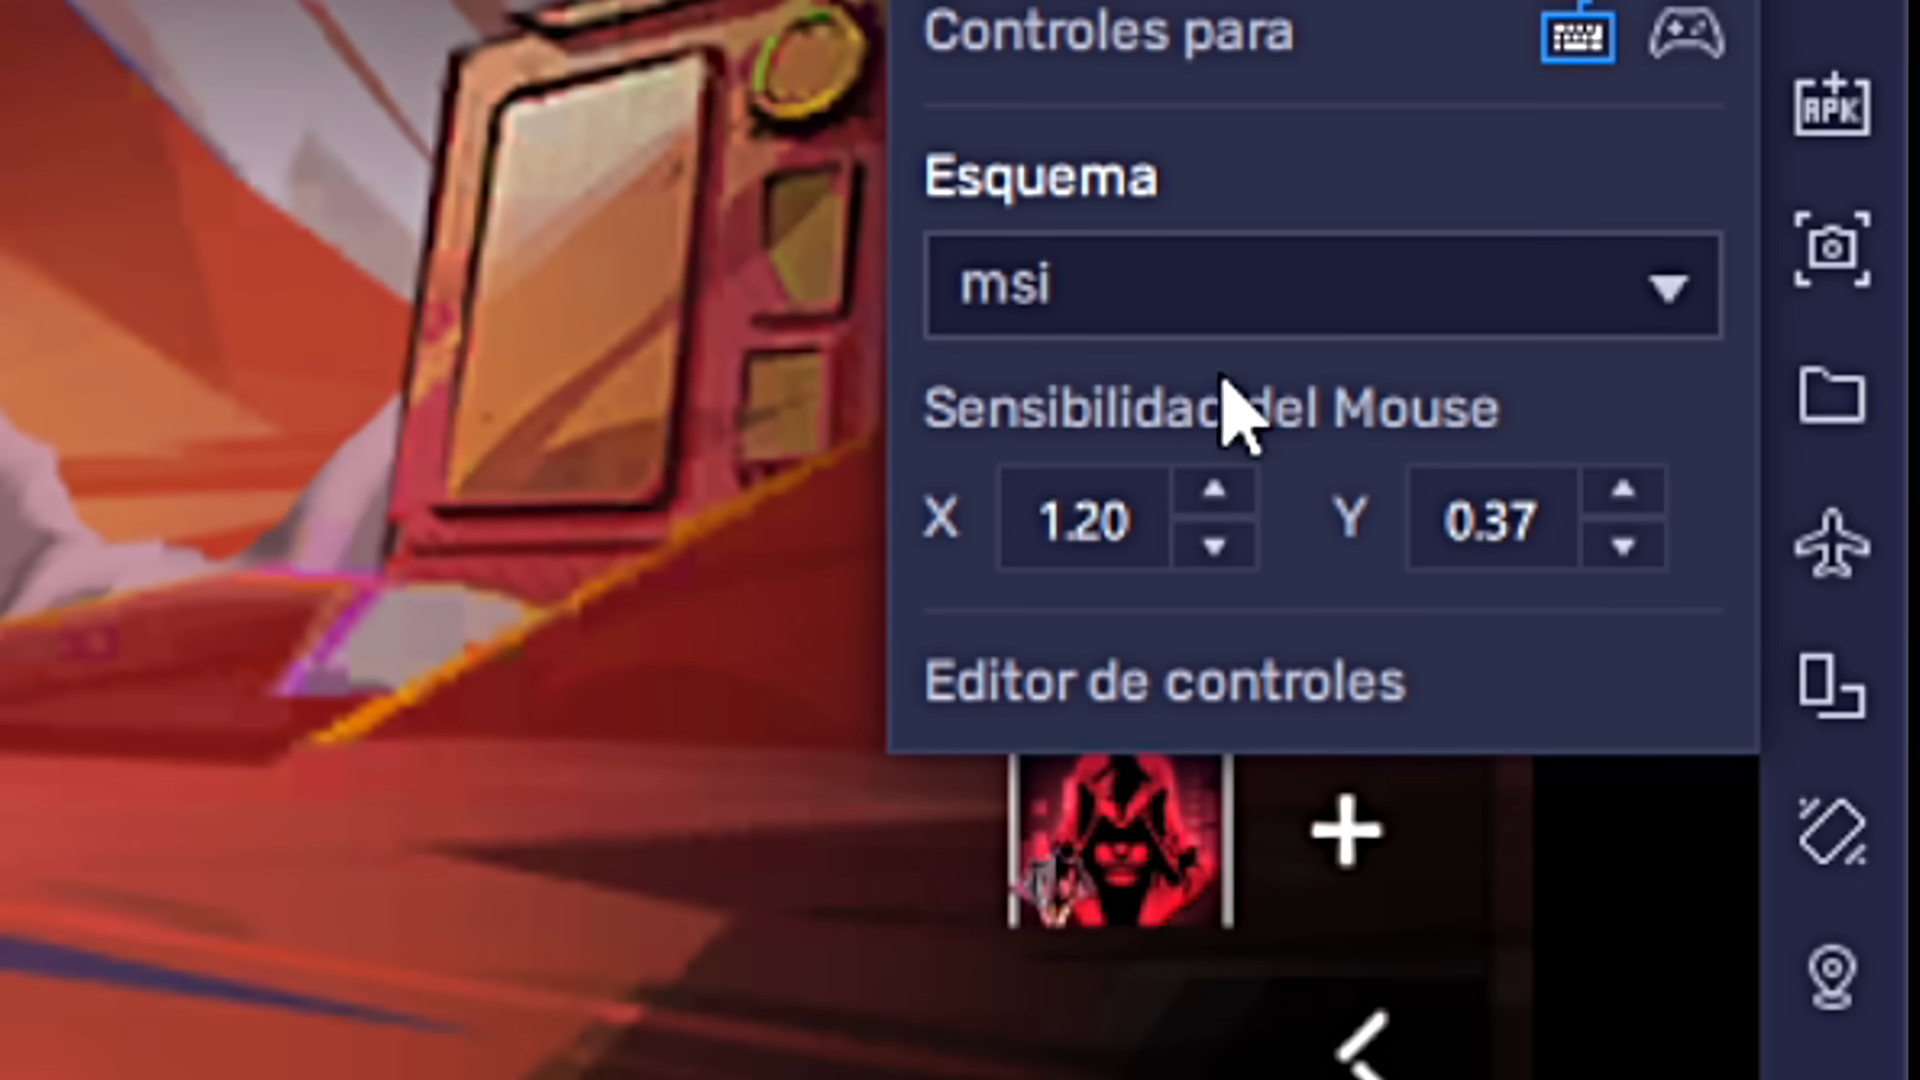 Controles para
APK
Esquema
msi
Sensibilidad del Mouse
X 1.20 Y 0.37
Editor de controles